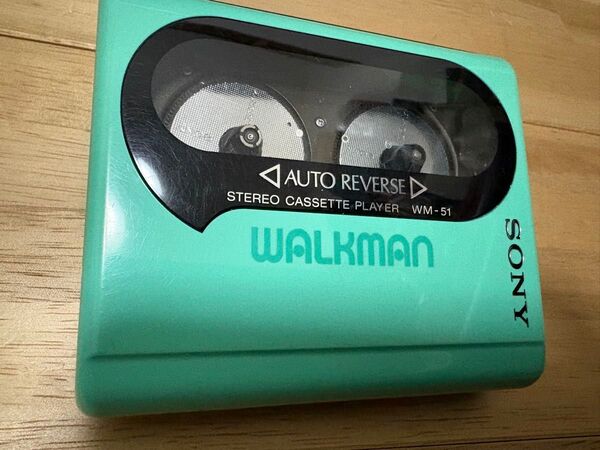 ◁ AUTO REVERSE ▷
STEREO CASSETTE PLAYER WM-51
WALKMAN
SONY